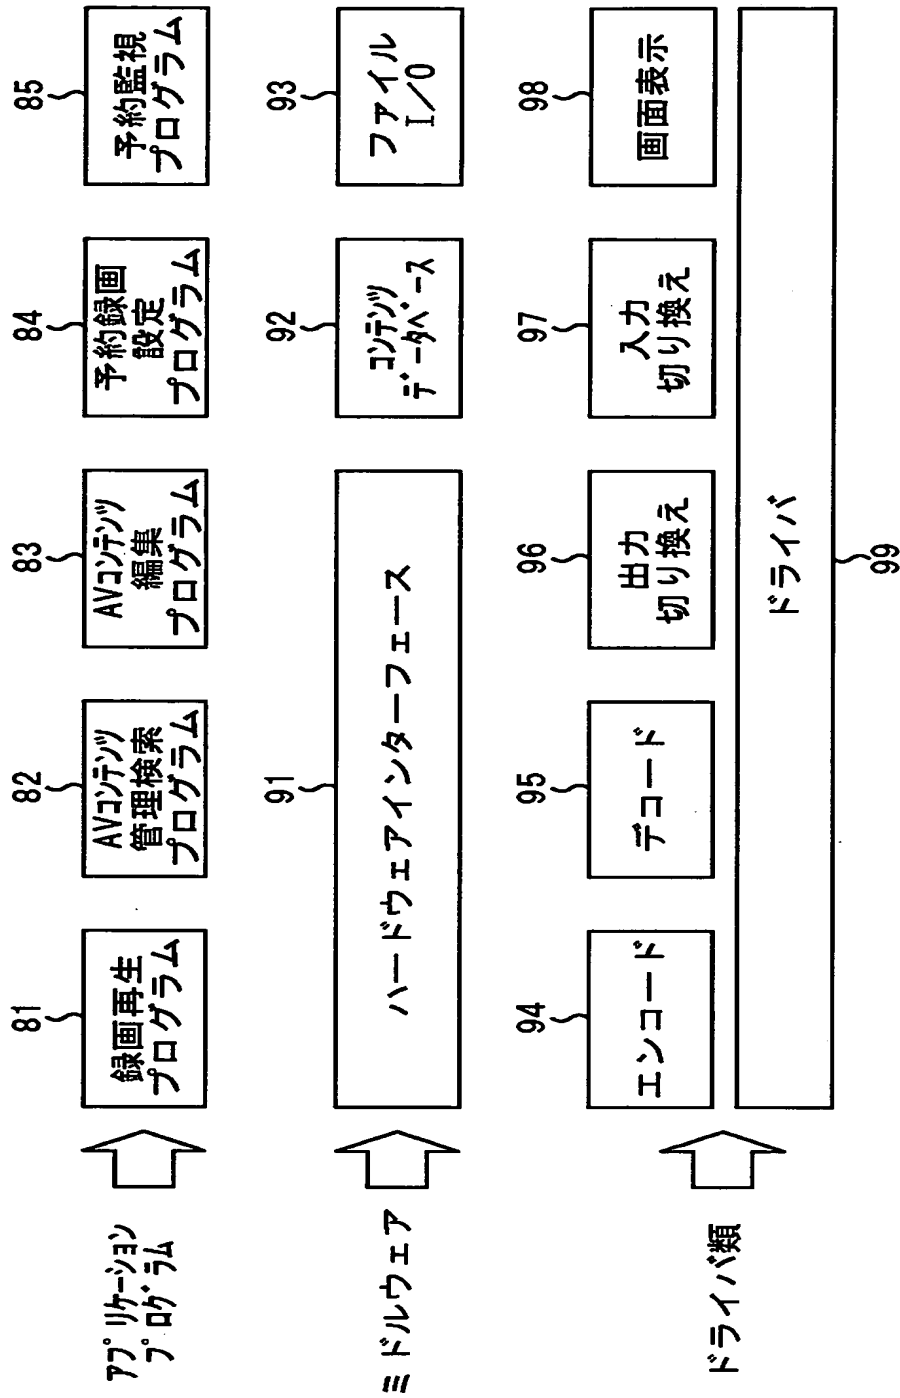 アプリケーション
プログラム
81
録画再生
プログラム
82
AVコンテンツ
管理検索
プログラム
83
AVコンテンツ
編集
プログラム
84
予約録画
設定
プログラム
85
予約監視
プログラム
ミドルウェア
91
ハードウェアインターフェース
92
コンテンツ
データベース
93
ファイル
I/O
ドライバ類
94
エンコード
95
デコード
96
出力
切り換え
97
入力
切り換え
98
画面表示
ドライバ
99